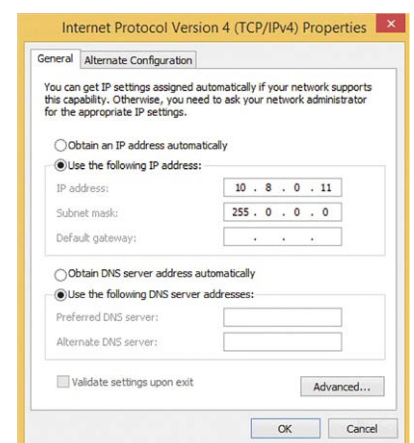 Internet Protocol Version 4 (TCP/IPv4) Properties
General Alternate Configuration
You can get IP settings assigned automatically if your network supports
this capability. Otherwise, you need to ask your network administrator
for the appropriate IP settings.
Obtain an IP address automatically
Use the following IP address:
IP address: 10 . 8 . 0 . 11
Subnet mask: 255 . 0 . 0 . 0
Default gateway: . . .
Obtain DNS server address automatically
Use the following DNS server addresses:
Preferred DNS server:
Alternate DNS server:
Validate settings upon exit
Advanced...
OK Cancel